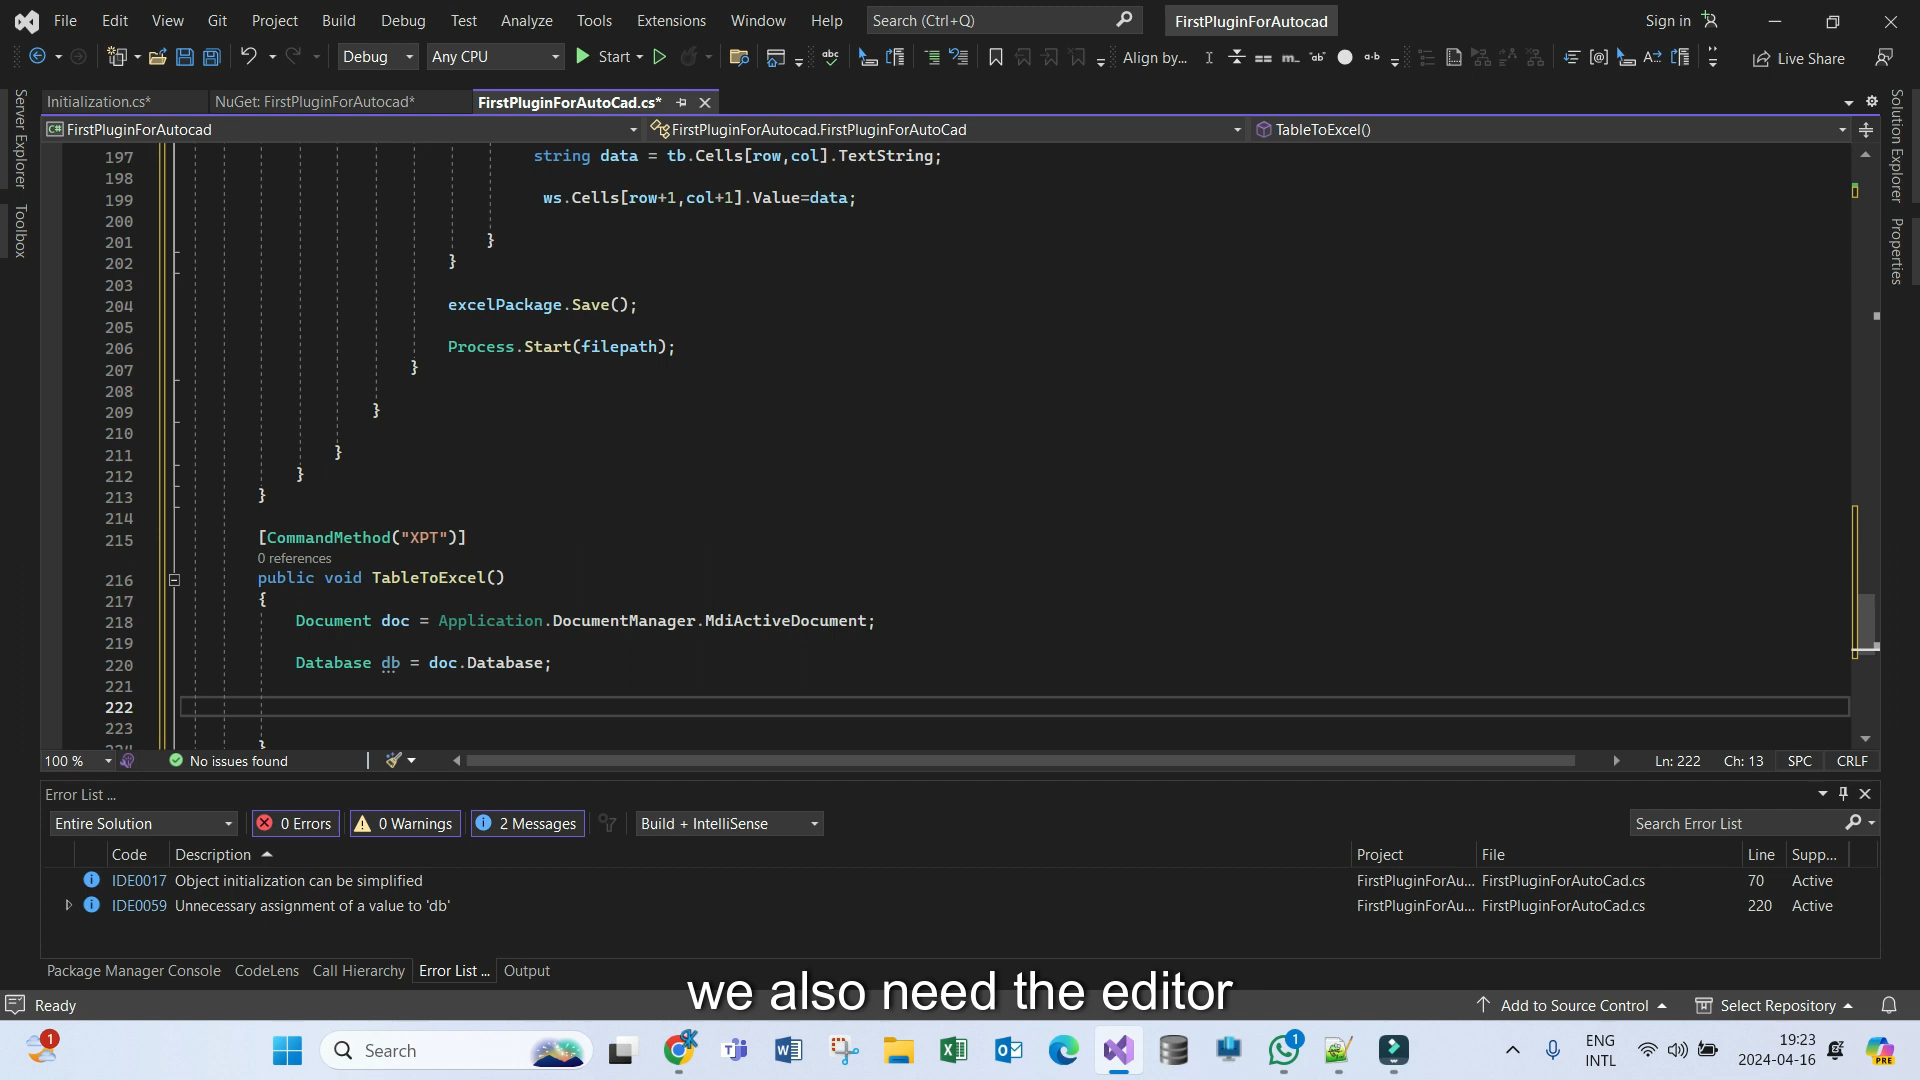 File Edit View Git Project Build Debug Test Analyze Tools Extensions Window Help Search (Ctrl+Q) FirstPluginForAutocad Sign in
Debug Any CPU Start Align by... Live Share
Server Explorer
Toolbox
Solution Explorer
Properties
Initialization.cs* NuGet: FirstPluginForAutocad* FirstPluginForAutoCad.cs*
C# FirstPluginForAutocad FirstPluginForAutocad.FirstPluginForAutoCad TableToExcel()
197 string data = tb.Cells[row,col].TextString;
198
199 ws.Cells[row+1,col+1].Value=data;
200
201 }
202 }
203
204 excelPackage.Save();
205
206 Process.Start(filepath);
207 }
208
209 }
210
211 }
212 }
213 }
214
215 [CommandMethod("XPT")]
0 references
216 public void TableToExcel()
217 {
218 Document doc = Application.DocumentManager.MdiActiveDocument;
219
220 Database db = doc.Database;
221
222
223
224 }
100 % No issues found Ln: 222 Ch: 13 SPC CRLF
Error List ...
Entire Solution 0 Errors 0 Warnings 2 Messages Build + IntelliSense Search Error List
Code Description Project File Line Supp...
IDE0017 Object initialization can be simplified FirstPluginForAu... FirstPluginForAutoCad.cs 70 Active
IDE0059 Unnecessary assignment of a value to 'db' FirstPluginForAu... FirstPluginForAutoCad.cs 220 Active
Package Manager Console CodeLens Call Hierarchy Error List ... Output
we also need the editor
Ready Add to Source Control Select Repository
1 Search 1 ENG 19:23
INTL 2024-04-16 PRE